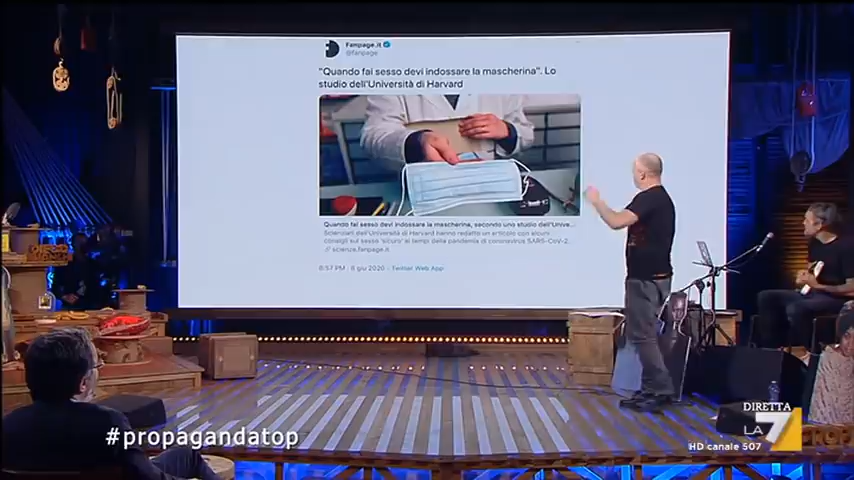 Fanpage.it
@fanpage
"Quando fai sesso devi indossare la mascherina". Lo
studio dell'Università di Harvard
Quando fai sesso devi indossare la mascherina, secondo uno studio dell'Unive...
Scienziati dell'Università di Harvard hanno redatto un articolo con alcuni
consigli sul sesso 'sicuro' ai tempi della pandemia di coronavirus SARS-CoV-2.
scienze.fanpage.it
8:57 PM · 8 giu 2020 · Twitter Web App
#propagandatop
DIRETTA
LA 7
HD canale 507